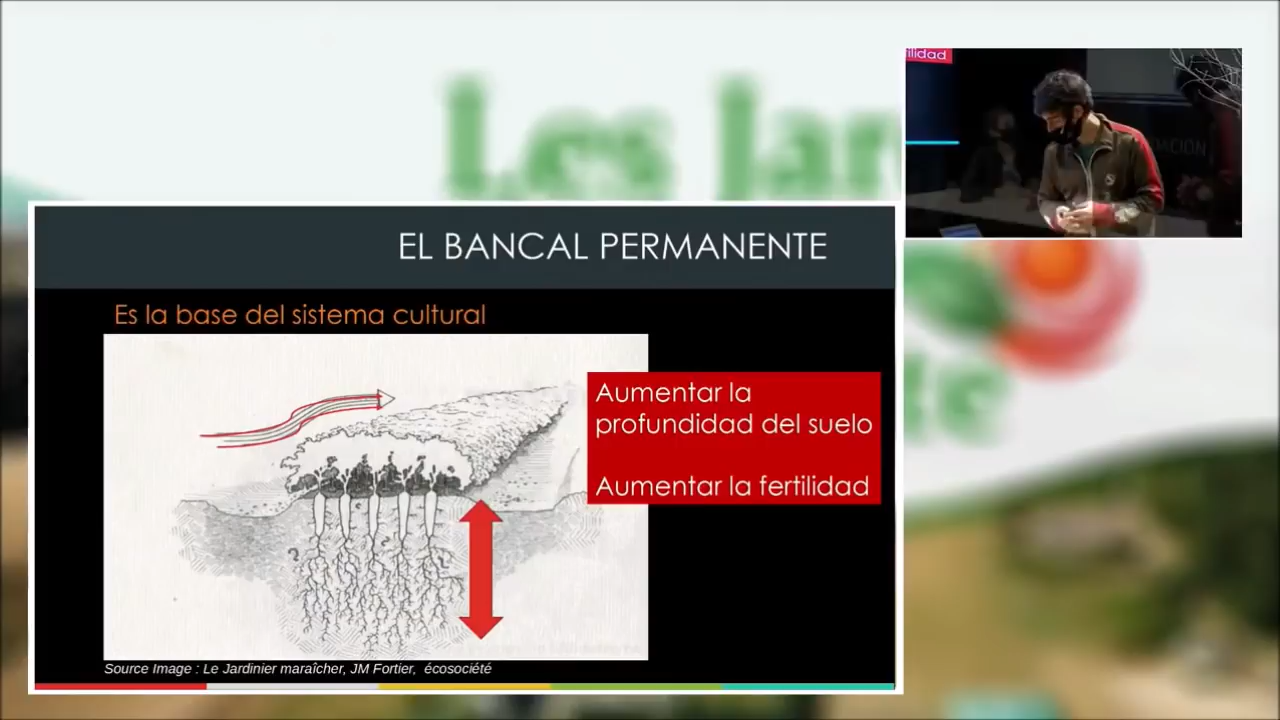 Les Jar
ilidad
EL BANCAL PERMANENTE
Es la base del sistema cultural
Aumentar la
profundidad del suelo
Aumentar la fertilidad
Source Image : Le Jardinier maraîcher, JM Fortier, écosociété